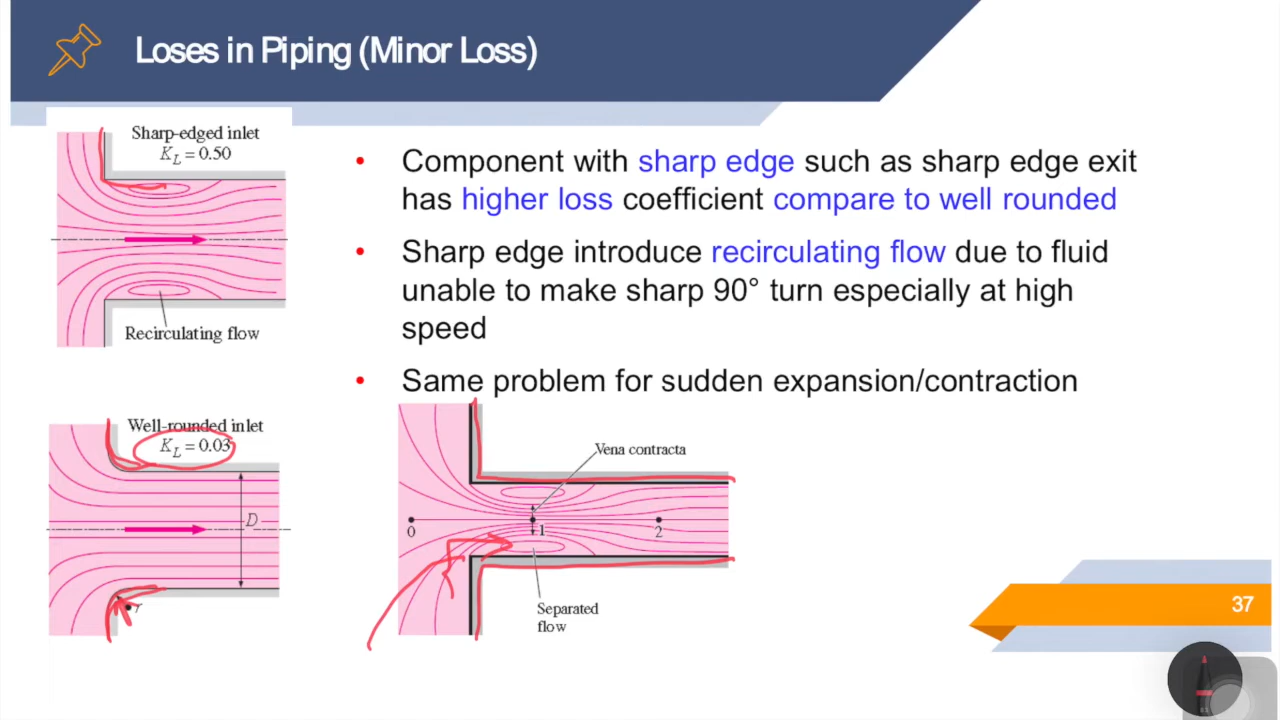 Loses in Piping (Minor Loss)
Sharp-edged inlet
K_L = 0.50
Recirculating flow
Well-rounded inlet
K_L = 0.03
D
r
• Component with sharp edge such as sharp edge exit
has higher loss coefficient compare to well rounded
• Sharp edge introduce recirculating flow due to fluid
unable to make sharp 90° turn especially at high
speed
• Same problem for sudden expansion/contraction
Vena contracta
0
1
2
Separated
flow
37